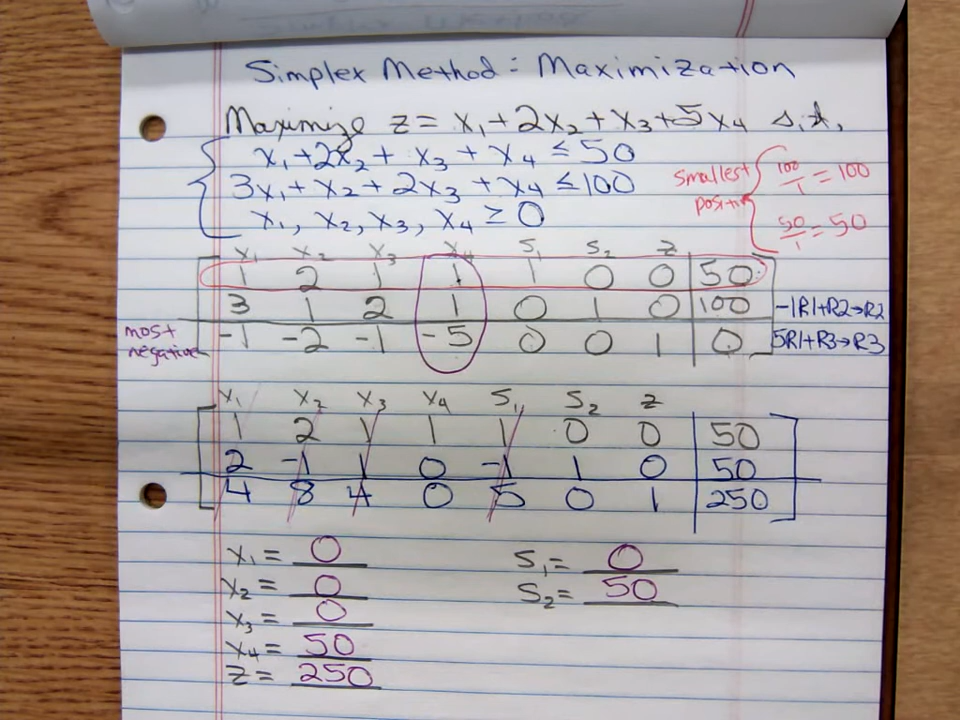 Simplex Method: Maximization
Maximize z = x₁ + 2x₂ + x₃ + 5x₄ s.t.
x₁ + 2x₂ + x₃ + x₄ ≤ 50
3x₁ + x₂ + 2x₃ + x₄ ≤ 100
x₁, x₂, x₃, x₄ ≥ 0
smallest positive
100/1 = 100
50/1 = 50
x₁ x₂ x₃ x₄ s₁ s₂ z
1 2 1 1 1 0 0 50
3 1 2 1 0 1 0 100 -1R1+R2→R2
most negative
-1 -2 -1 -5 0 0 1 0 5R1+R3→R3
x₁ x₂ x₃ x₄ s₁ s₂ z
1 2 1 1 1 0 0 50
2 -1 1 0 -1 1 0 50
4 8 4 0 5 0 1 250
x₁ = 0 s₁ = 0
x₂ = 0 s₂ = 50
x₃ = 0
x₄ = 50
z = 250